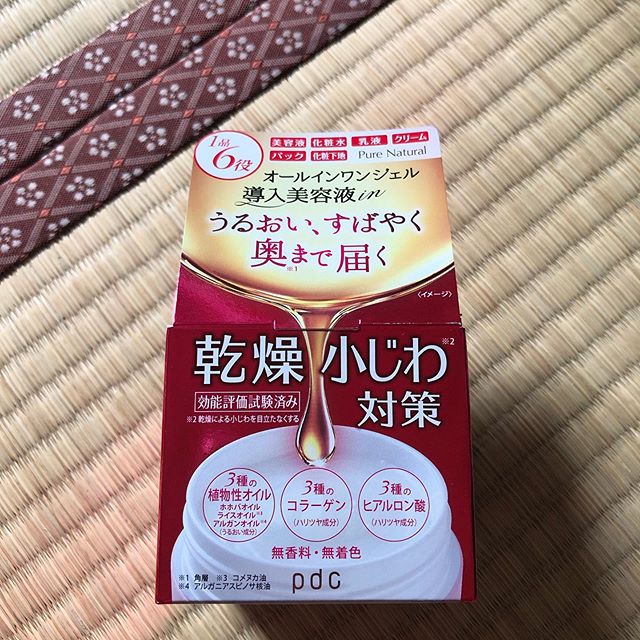 1品
6役
美容液 化粧水 乳液 クリーム
パック 化粧下地 Pure Natural
オールインワンジェル
導入美容液in
うるおい、すばやく
奥まで届く
※1
〈イメージ〉
乾燥小じわ※2
効能評価試験済み
対策
※2 乾燥による小じわを目立たなくする
3種の
植物性オイル
ホホバオイル
ライスオイル※3
アルガンオイル※4
(うるおい成分)
3種の
コラーゲン
(ハリツヤ成分)
3種の
ヒアルロン酸
(ハリツヤ成分)
無香料・無着色
※1 角層 ※3 コメヌカ油
※4 アルガニアスピノサ核油
pdc